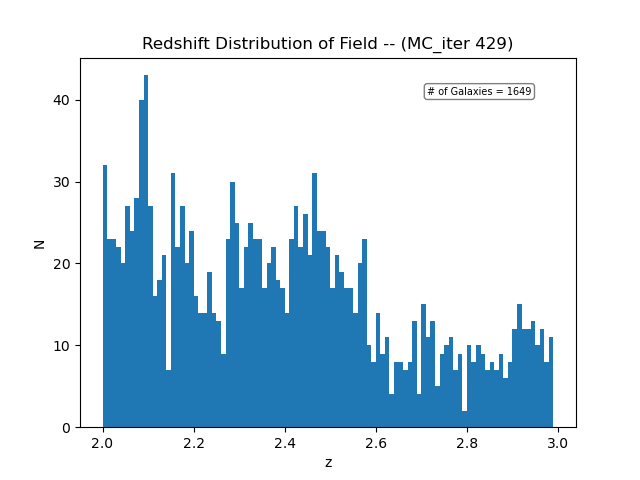 Redshift Distribution of Field -- (MC_iter 429)
# of Galaxies = 1649
N
40
30
20
10
0
2.0 2.2 2.4 2.6 2.8 3.0
z